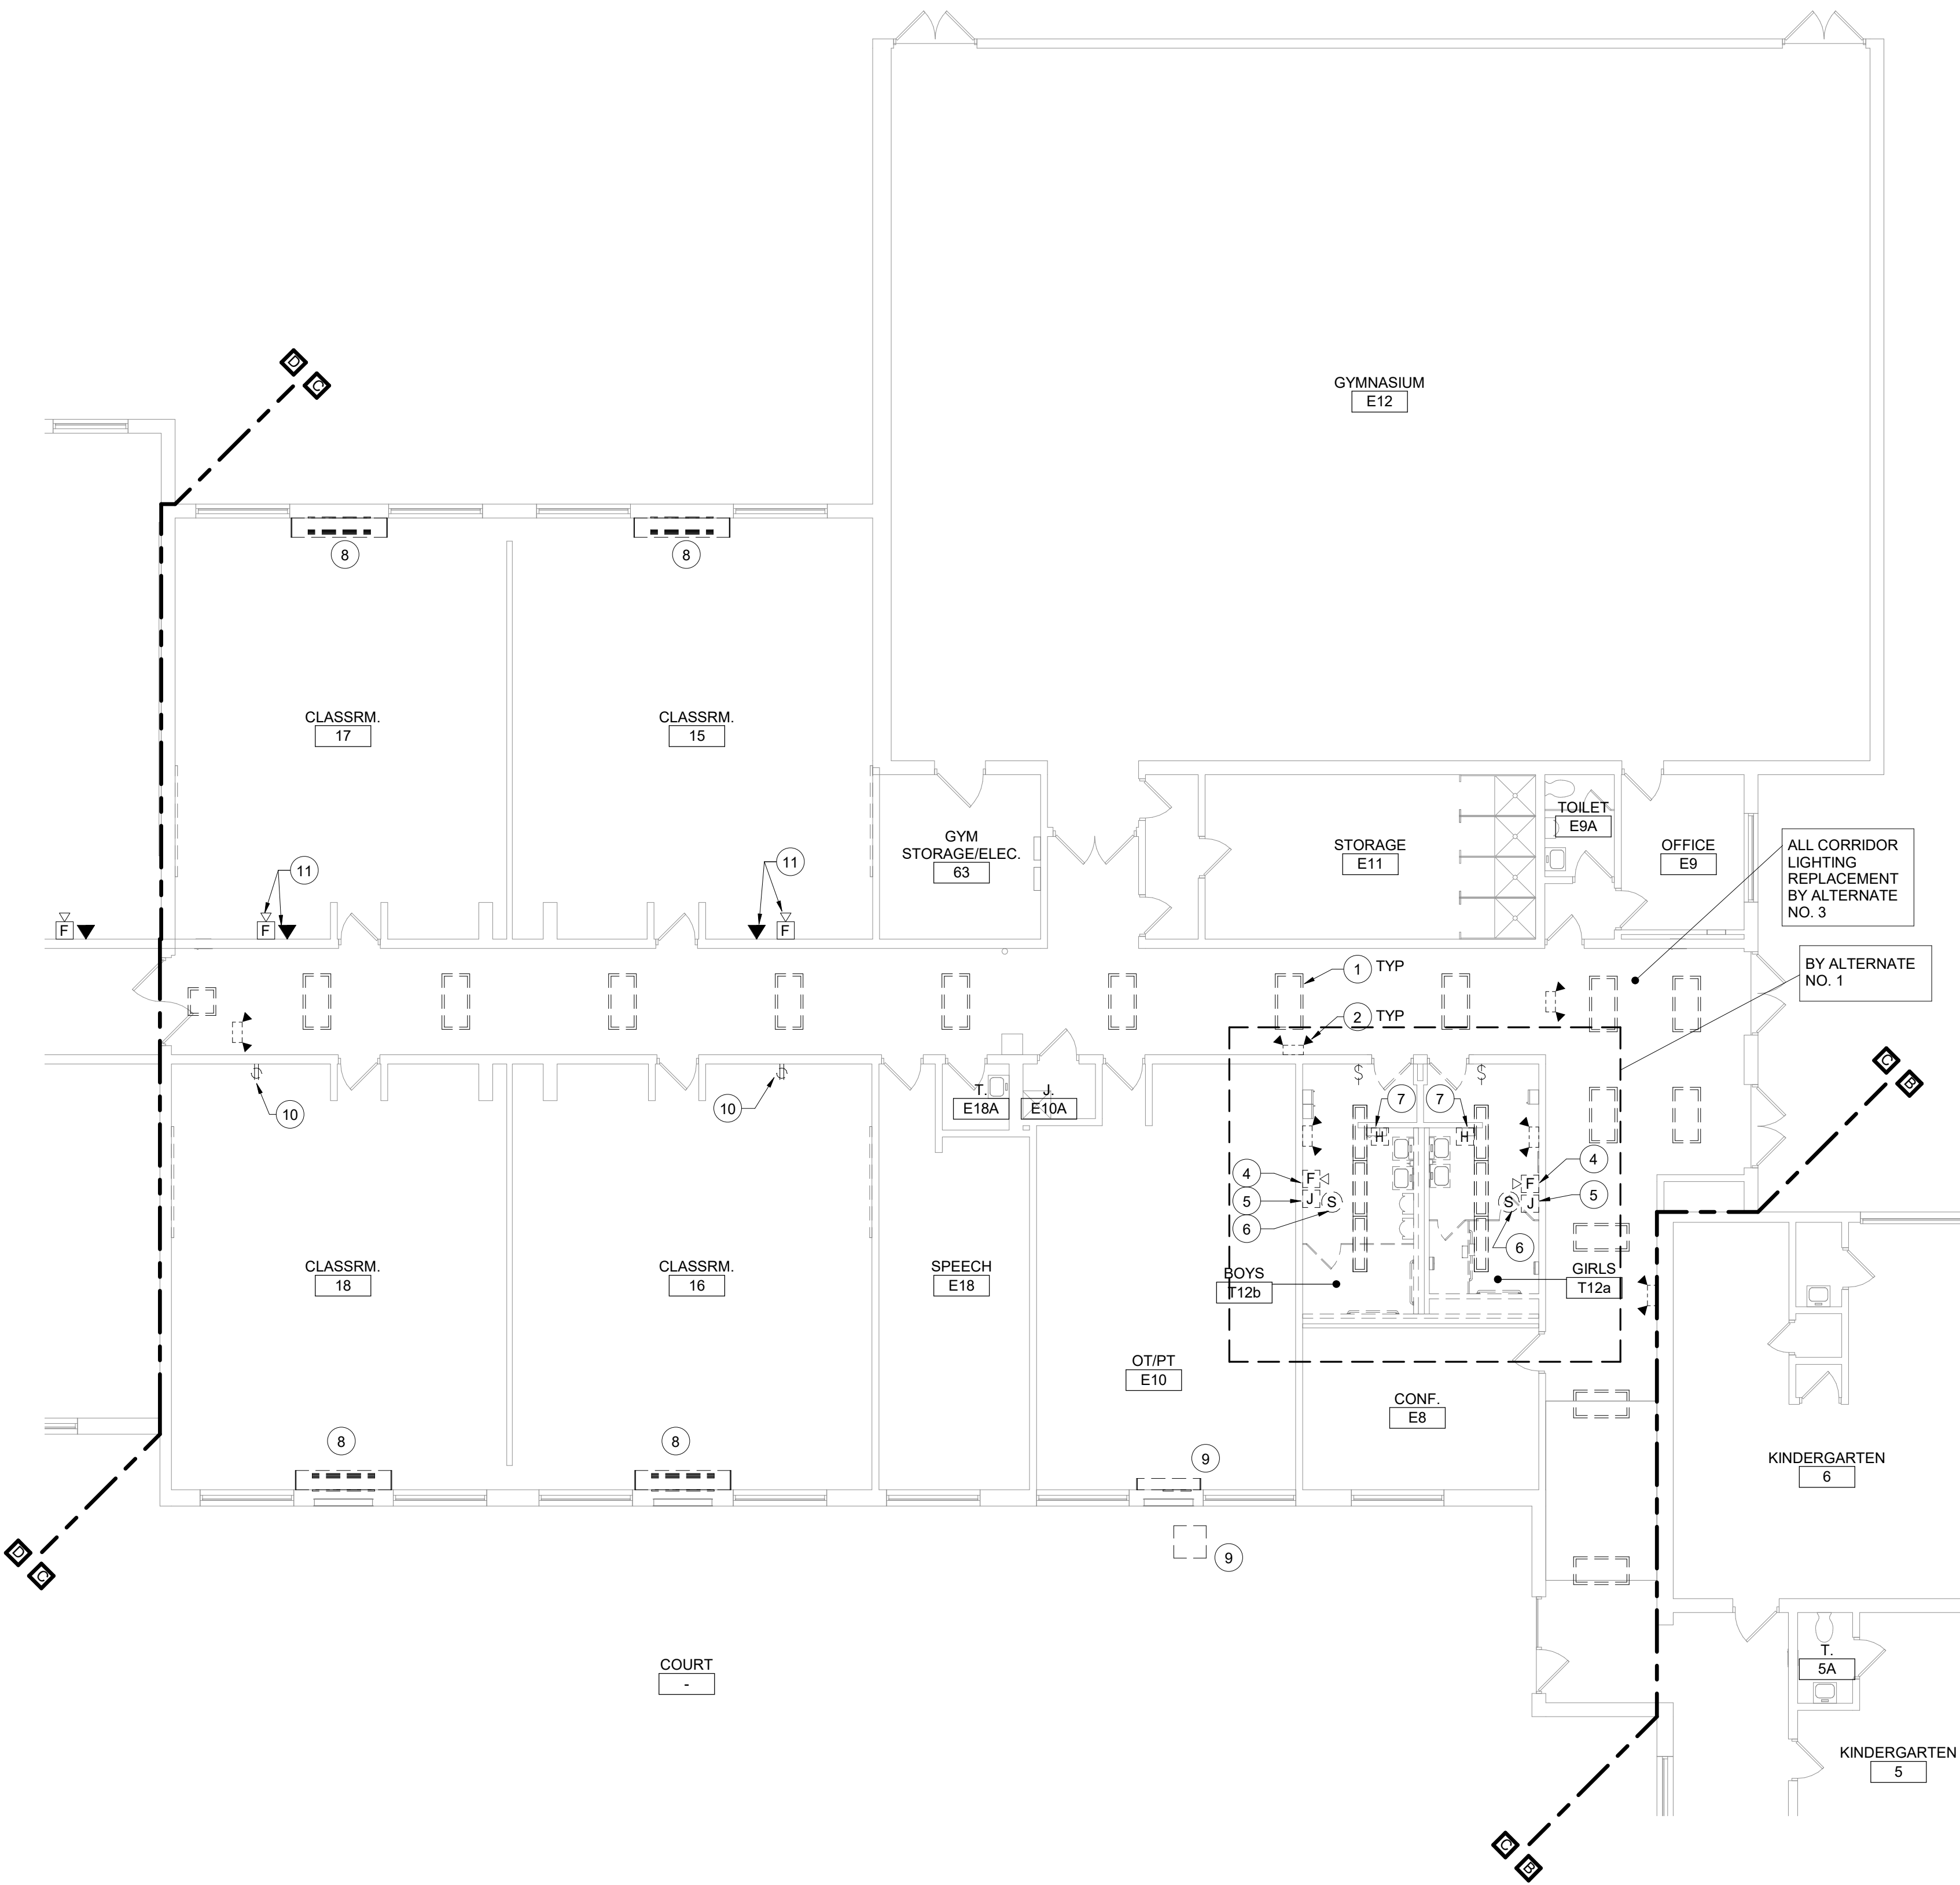 D
C
GYMNASIUM
E12
8
8
CLASSRM.
17
CLASSRM.
15
GYM
STORAGE/ELEC.
63
STORAGE
E11
TOILET
E9A
OFFICE
E9
ALL CORRIDOR
LIGHTING
REPLACEMENT
BY ALTERNATE
NO. 3
11
11
F
F
F
BY ALTERNATE
NO. 1
1 TYP
2 TYP
C
B
$
$
10
10
T.
E18A
J.
E10A
$
$
7
7
H
H
4
F
5
J
S
6
4
F
5
J
S
6
BOYS
T12b
GIRLS
T12a
CLASSRM.
18
CLASSRM.
16
SPEECH
E18
OT/PT
E10
CONF.
E8
KINDERGARTEN
6
8
8
9
9
D
C
COURT
-
T.
5A
KINDERGARTEN
5
C
B